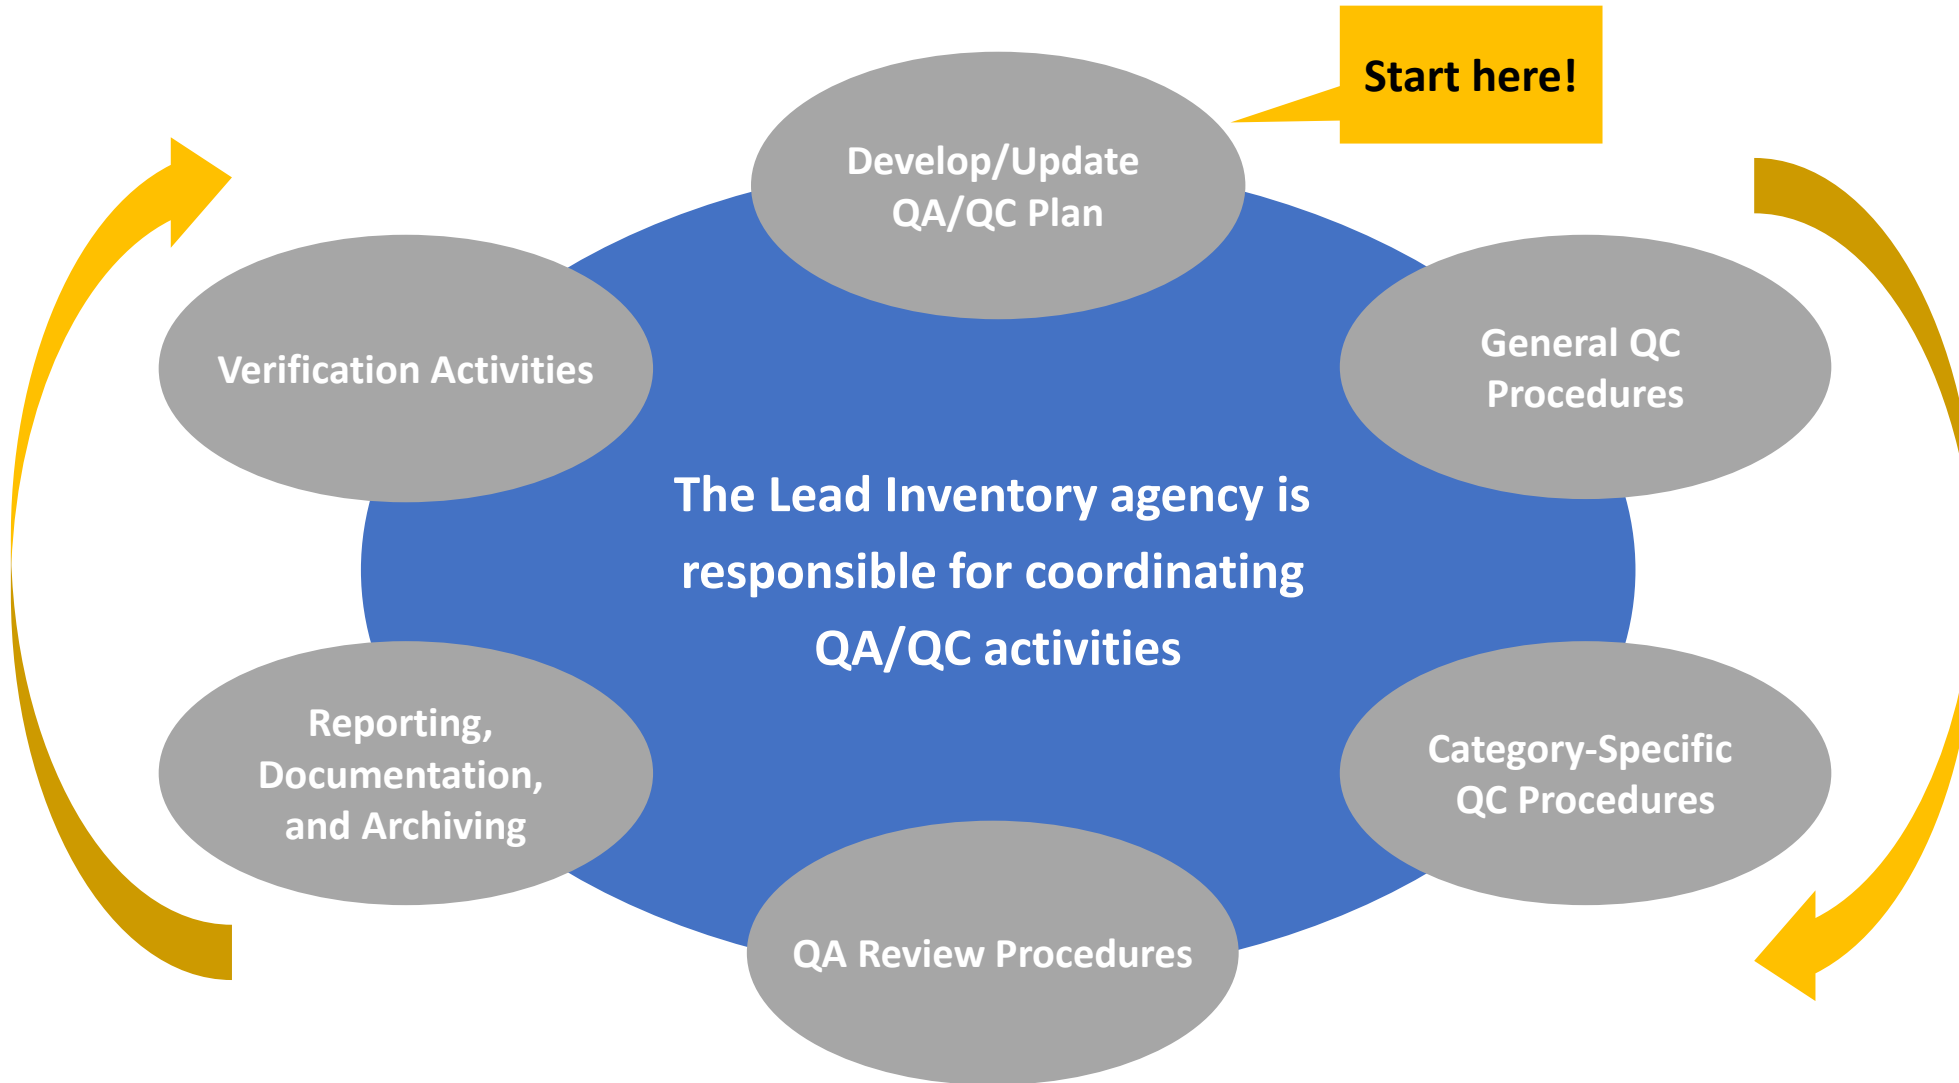 Start here!
Develop/Update
QA/QC Plan
General QC
Procedures
Category-Specific
QC Procedures
QA Review Procedures
Reporting,
Documentation,
and Archiving
Verification Activities
The Lead Inventory agency is
responsible for coordinating
QA/QC activities